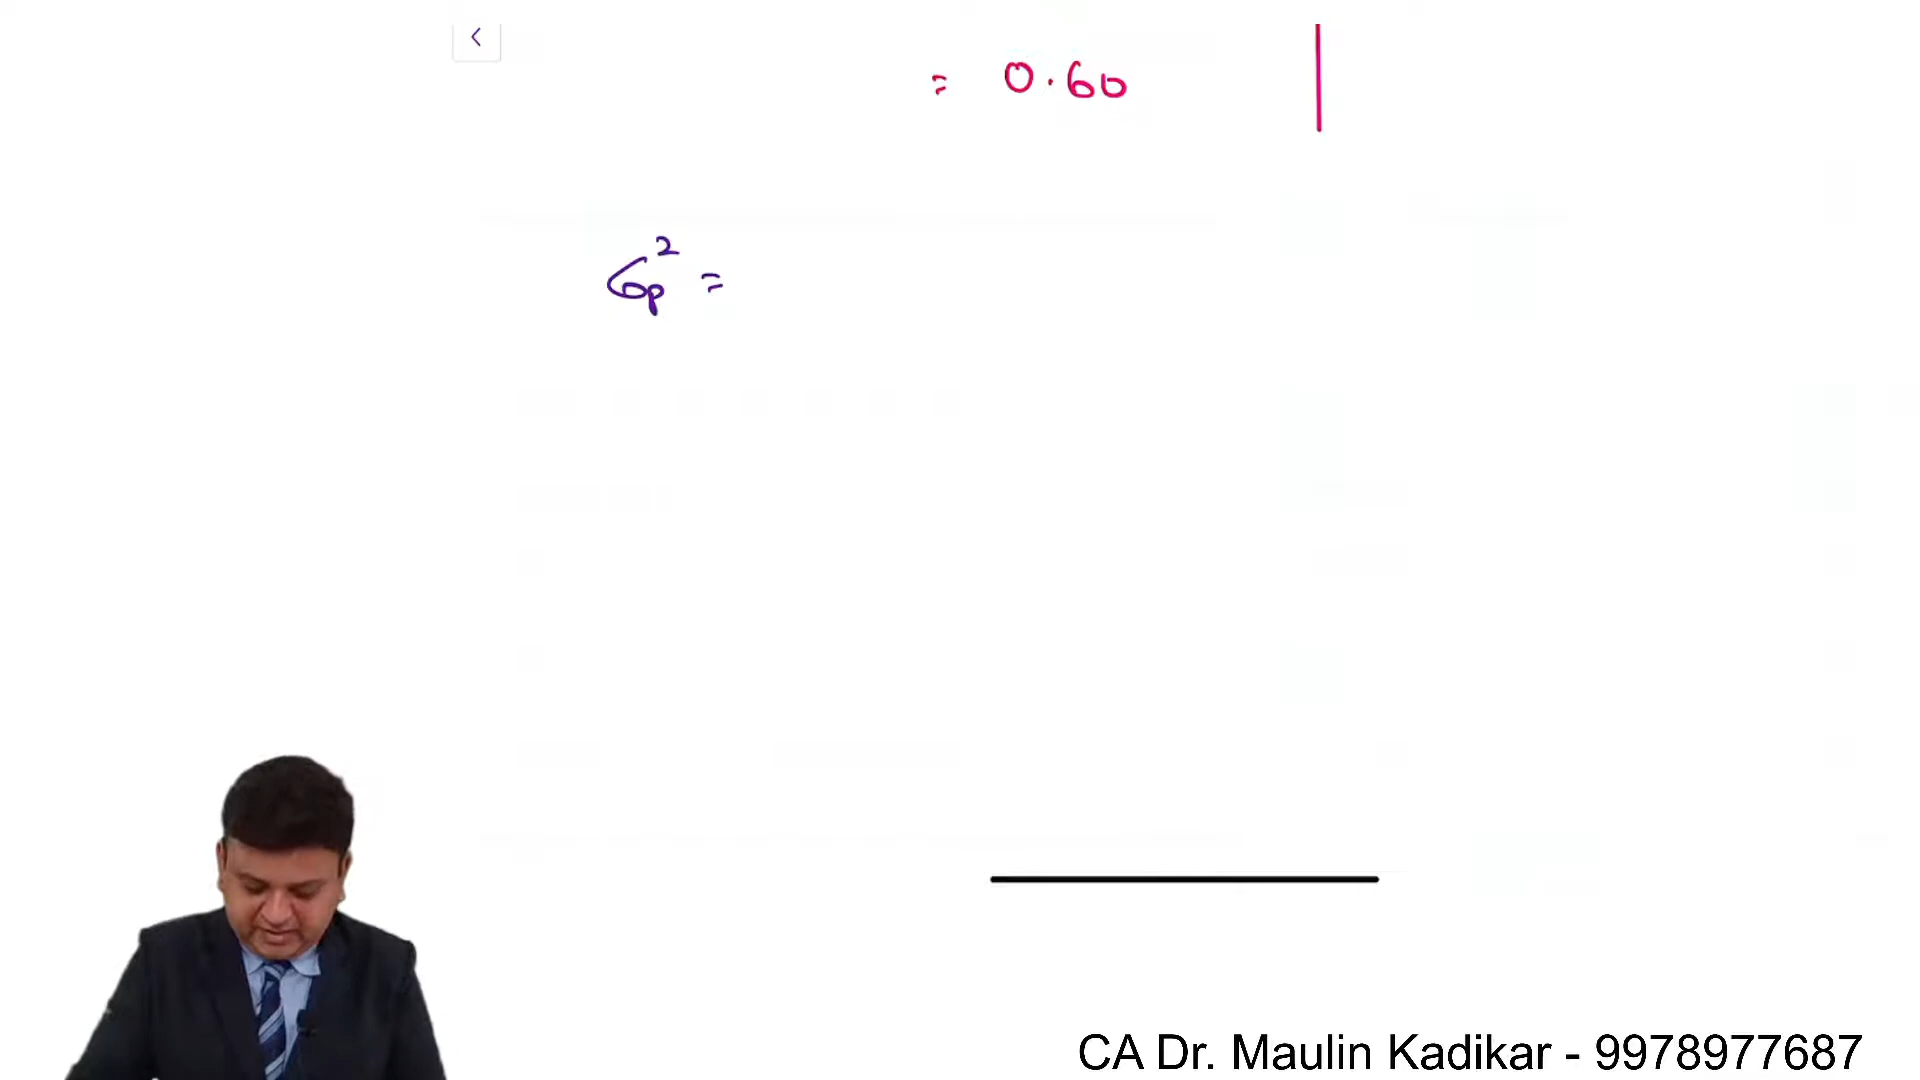 = 0.60
σp² =
CA Dr. Maulin Kadikar - 9978977687